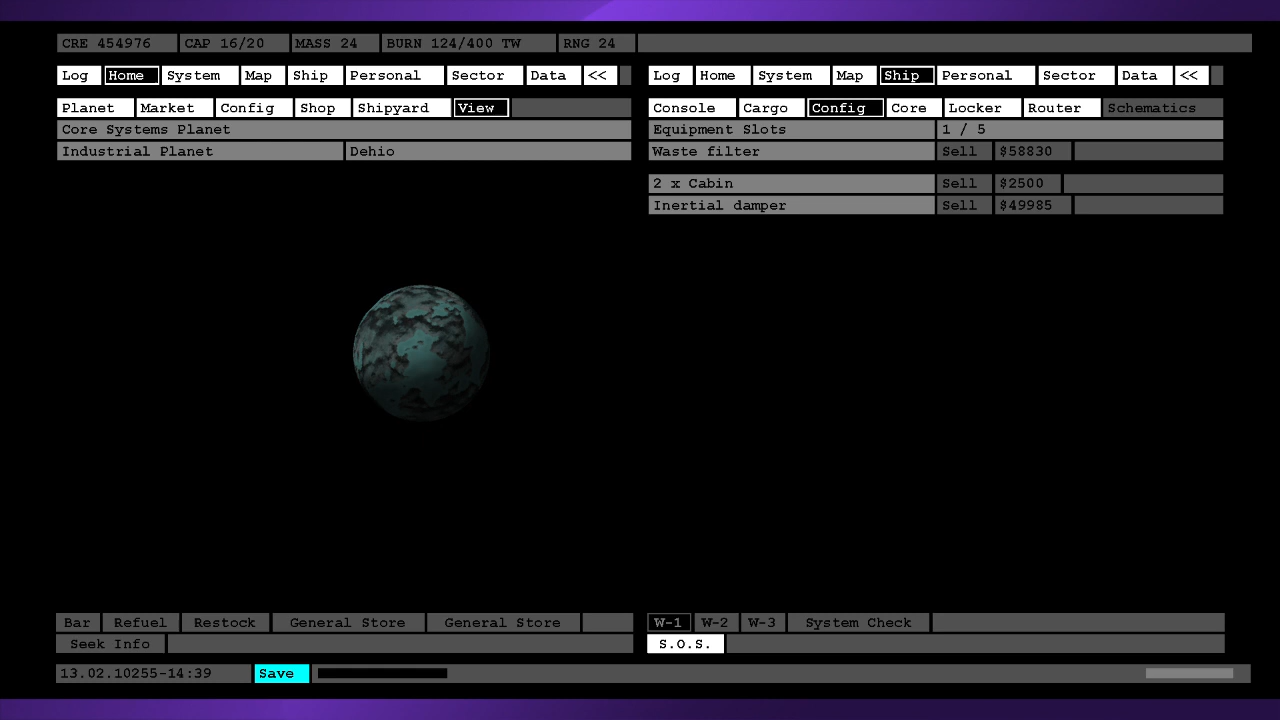 CRE 454976 CAP 16/20 MASS 24 BURN 124/400 TW RNG 24
Log Home System Map Ship Personal Sector Data <<
Planet Market Config Shop Shipyard View
Core Systems Planet
Industrial Planet Dehio
Log Home System Map Ship Personal Sector Data <<
Console Cargo Config Core Locker Router Schematics
Equipment Slots 1 / 5
Waste filter Sell $58830
2 x Cabin Sell $2500
Inertial damper Sell $49985
Bar Refuel Restock General Store General Store
Seek Info
W-1 W-2 W-3 System Check
S.O.S.
13.02.10255-14:39 Save